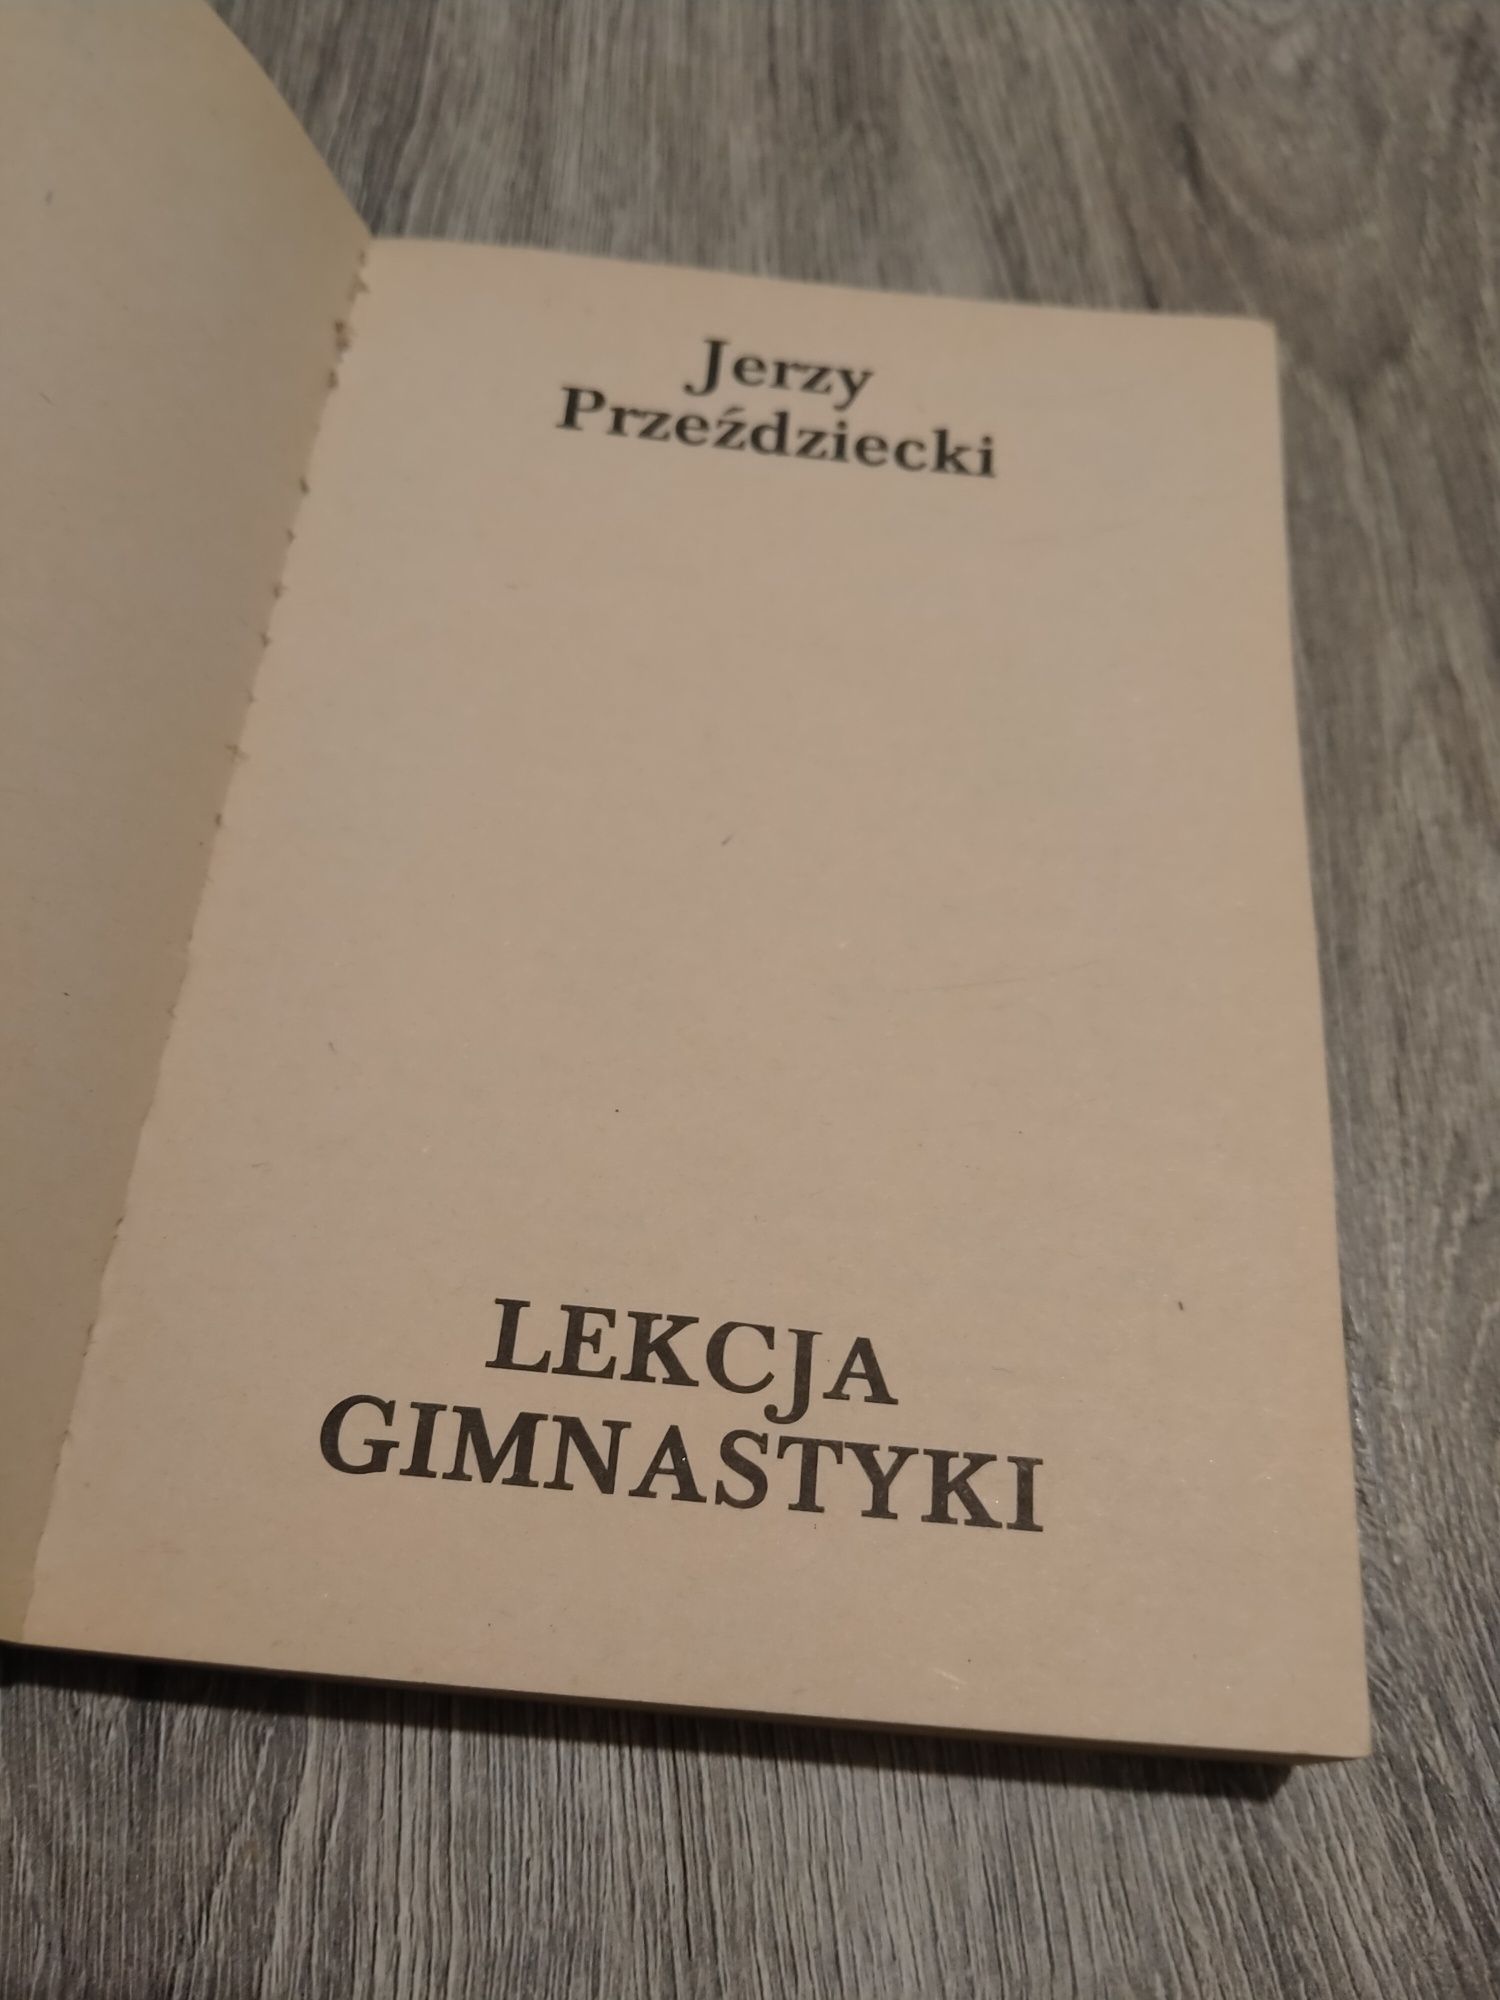 Jerzy
Przeździecki
LEKCJA
GIMNASTYKI